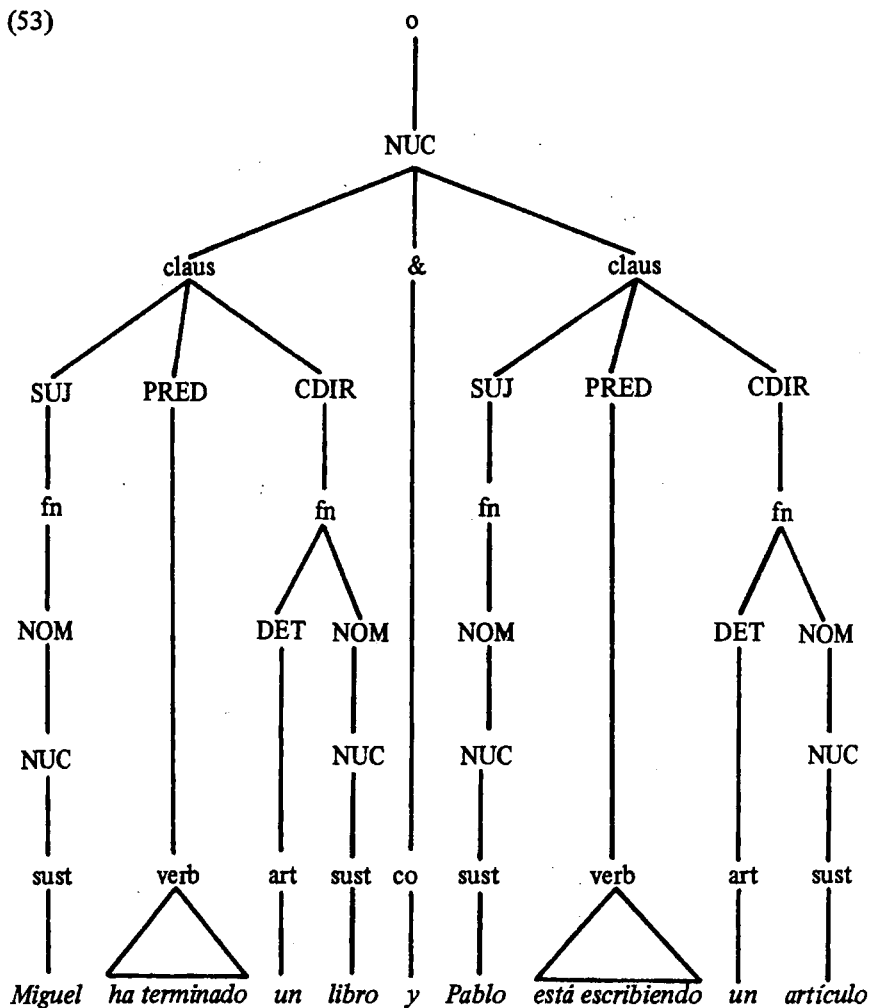 (53)
o
NUC
claus & claus
SUJ PRED CDIR SUJ PRED CDIR
fn fn fn fn
NOM DET NOM NOM DET NOM
NUC NUC NUC NUC
sust verb art sust co sust verb art sust
Miguel ha terminado un libro y Pablo está escribiendo un artículo